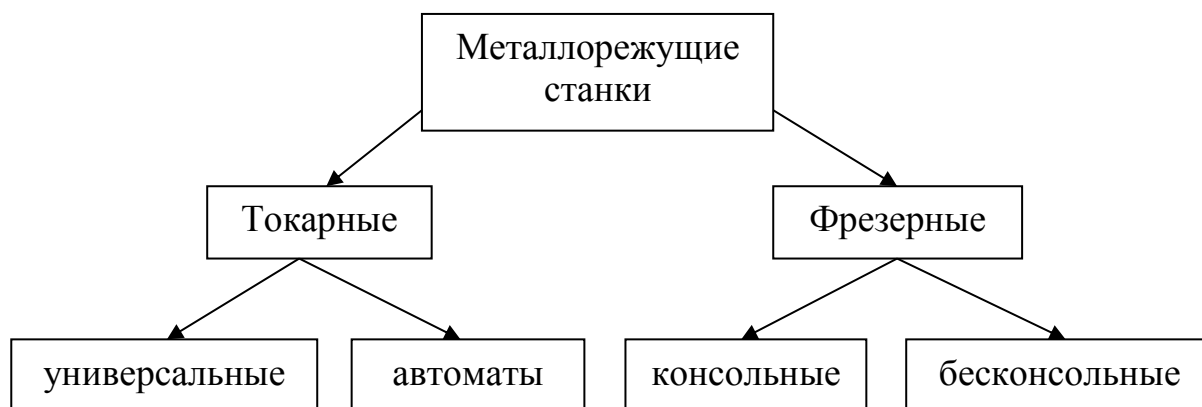 Металлорежущие
станки
Токарные
Фрезерные
универсальные
автоматы
консольные
бесконсольные